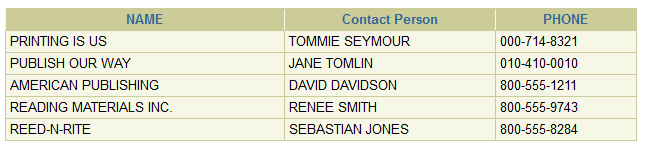 NAME Contact Person PHONE
PRINTING IS US TOMMIE SEYMOUR 000-714-8321
PUBLISH OUR WAY JANE TOMLIN 010-410-0010
AMERICAN PUBLISHING DAVID DAVIDSON 800-555-1211
READING MATERIALS INC. RENEE SMITH 800-555-9743
REED-N-RITE SEBASTIAN JONES 800-555-8284